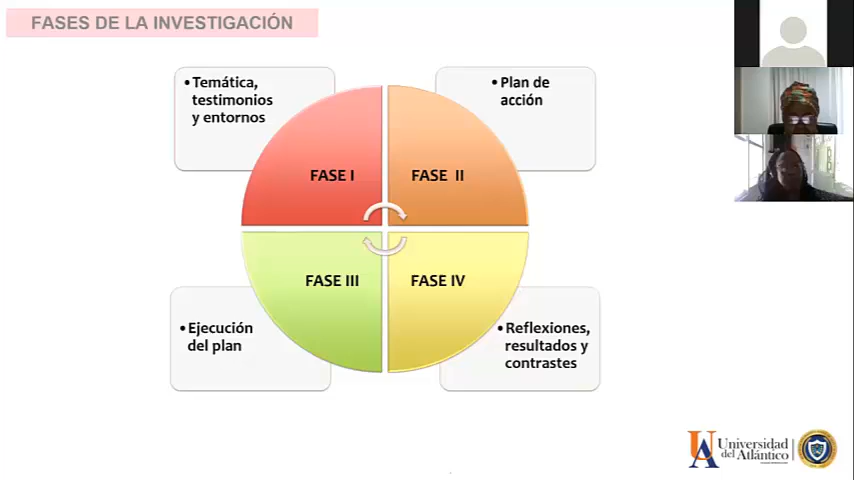 FASES DE LA INVESTIGACIÓN
• Temática,
testimonios
y entornos
• Plan de
acción
FASE I
FASE II
FASE III
FASE IV
• Ejecución
del plan
• Reflexiones,
resultados y
contrastes
UA
Universidad
del Atlántico